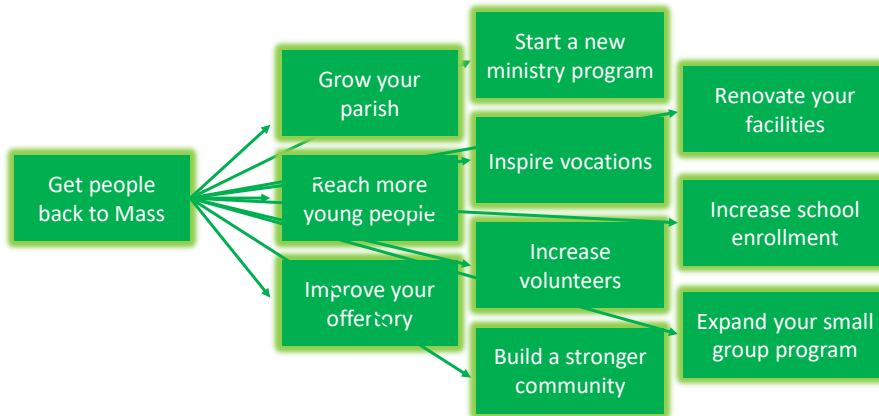 Get people
back to Mass
Grow your
parish
Reach more
young people
Improve your
offertory
Start a new
ministry program
Inspire vocations
Increase
volunteers
Build a stronger
community
Renovate your
facilities
Increase school
enrollment
Expand your small
group program